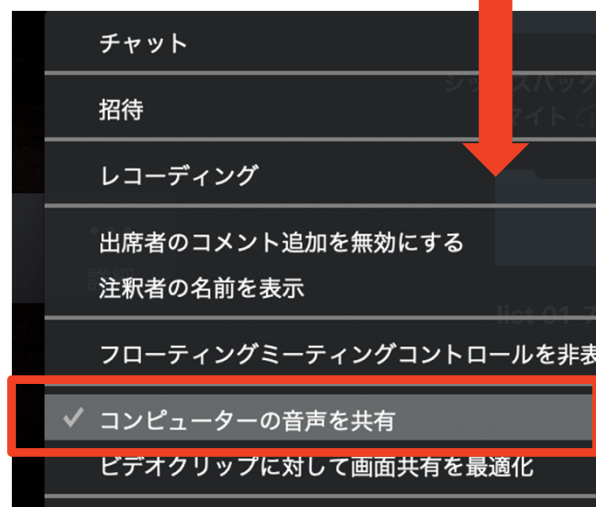 チャット
招待
レコーディング
出席者のコメント追加を無効にする
注釈者の名前を表示
フローティングミーティングコントロールを非表
コンピューターの音声を共有
ビデオクリップに対して画面共有を最適化